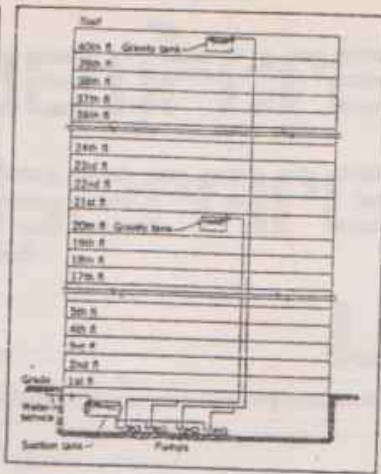 Roof
40th fl Gravity tank
39th fl
38th fl
37th fl
36th fl
24th fl
23rd fl
22nd fl
21st fl
20th fl Gravity tank
19th fl
18th fl
17th fl
5th fl
4th fl
3rd fl
2nd fl
1st fl
Grade
Water
service
Suction tank
Pumps